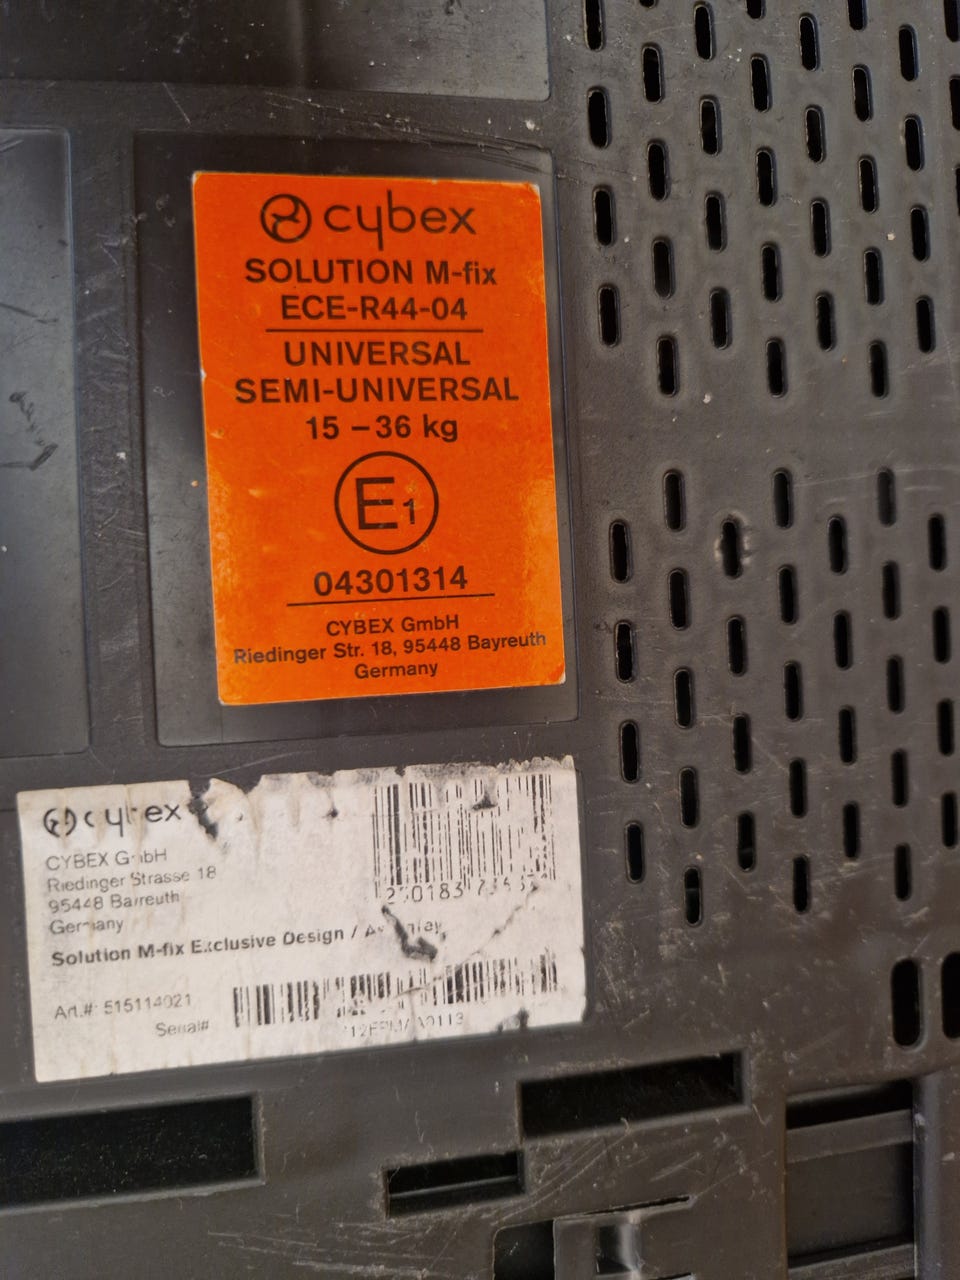 cybex
SOLUTION M-fix
ECE-R44-04
UNIVERSAL
SEMI-UNIVERSAL
15 – 36 kg
E1
04301314
CYBEX GmbH
Riedinger Str. 18, 95448 Bayreuth
Germany
cybex
CYBEX GmbH
Riedinger Strasse 18
95448 Bayreuth
Germany
Solution M-fix Exclusive Design /
Art.#: 515114021
Serial#